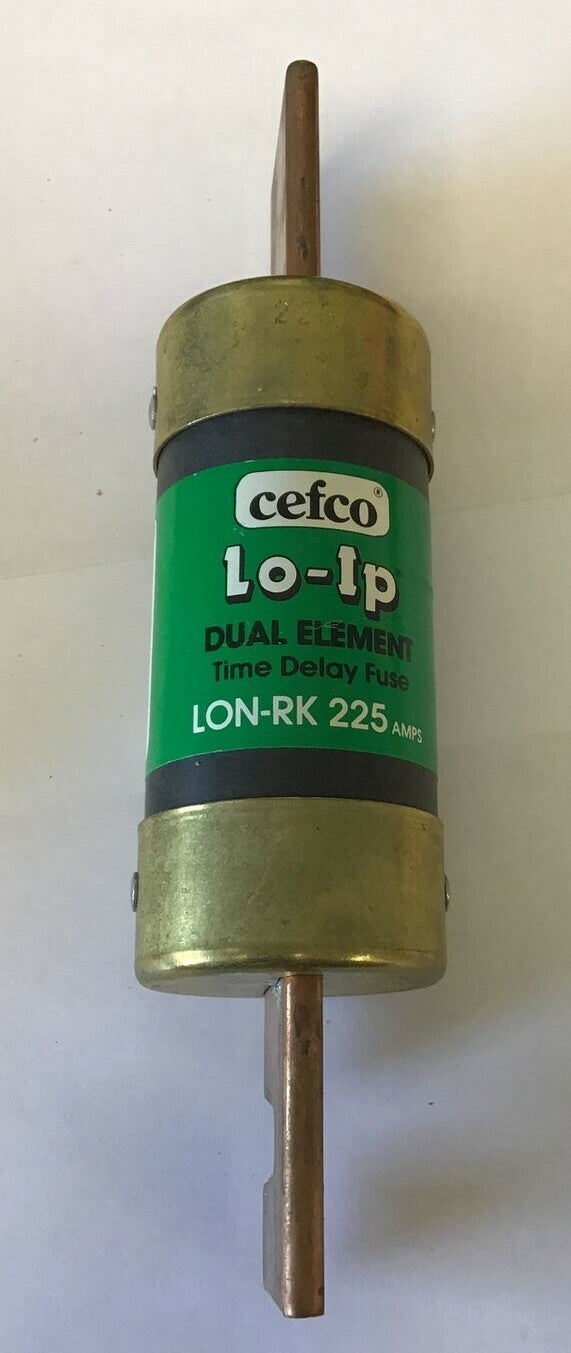 225
cefco®
Lo-Ip®
DUAL ELEMENT
Time Delay Fuse
LON-RK 225 AMPS